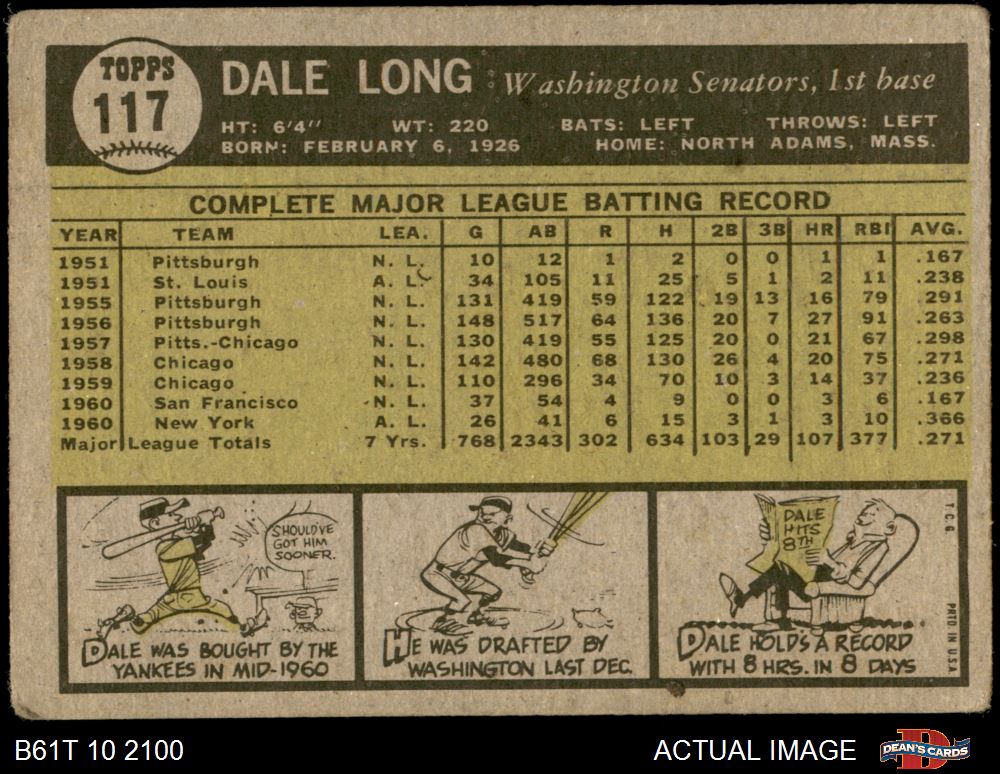 TOPPS
117
DALE LONG Washington Senators, 1st base
HT: 6'4" WT: 220 BATS: LEFT THROWS: LEFT
BORN: FEBRUARY 6, 1926 HOME: NORTH ADAMS, MASS.
COMPLETE MAJOR LEAGUE BATTING RECORD
YEAR TEAM LEA. G AB R H 2B 3B HR RBI AVG.
1951 Pittsburgh N. L. 10 12 1 2 0 0 1 1 .167
1951 St. Louis A. L. 34 105 11 25 5 1 2 11 .238
1955 Pittsburgh N. L. 131 419 59 122 19 13 16 79 .291
1956 Pittsburgh N. L. 148 517 64 136 20 7 27 91 .263
1957 Pitts.-Chicago N. L. 130 419 55 125 20 0 21 67 .298
1958 Chicago N. L. 142 480 68 130 26 4 20 75 .271
1959 Chicago N. L. 110 296 34 70 10 3 14 37 .236
1960 San Francisco N. L. 37 54 4 9 0 0 3 6 .167
1960 New York A. L. 26 41 6 15 3 1 3 10 .366
Major League Totals 7 Yrs. 768 2343 302 634 103 29 107 377 .271
SHOULD'VE
GOT HIM
SOONER.
DALE WAS BOUGHT BY THE
YANKEES IN MID-1960
HE WAS DRAFTED BY
WASHINGTON LAST DEC.
DALE
HITS
8TH
DALE HOLDS A RECORD
WITH 8 HRS. IN 8 DAYS
T.C.G.
PRTD. IN U.S.A.
B61T 10 2100
ACTUAL IMAGE
DEAN'S CARDS